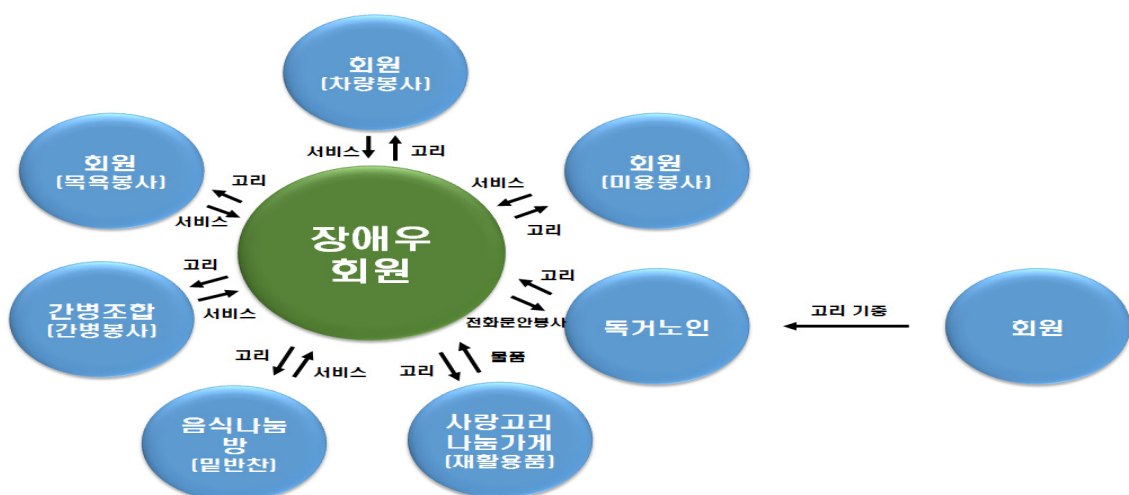 회원
(차량봉사)
서비스
고리
회원
(목욕봉사)
고리
서비스
회원
(미용봉사)
서비스
고리
장애우
회원
간병조합
(간병봉사)
고리
서비스
고리
전화문안봉사
독거노인
고리 기증
회원
고리
서비스
고리
물품
음식나눔
방
(밑반찬)
사랑고리
나눔가게
(재활용품)